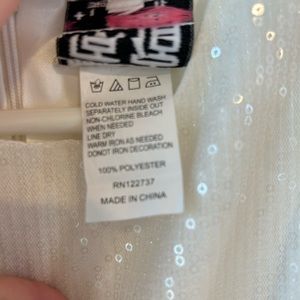 COLD WATER HAND WASH
SEPARATELY INSIDE OUT
NON-CHLORINE BLEACH
WHEN NEEDED
LINE DRY
WARM IRON AS NEEDED
DONOT IRON DECORATION
100% POLYESTER
RN122737
MADE IN CHINA